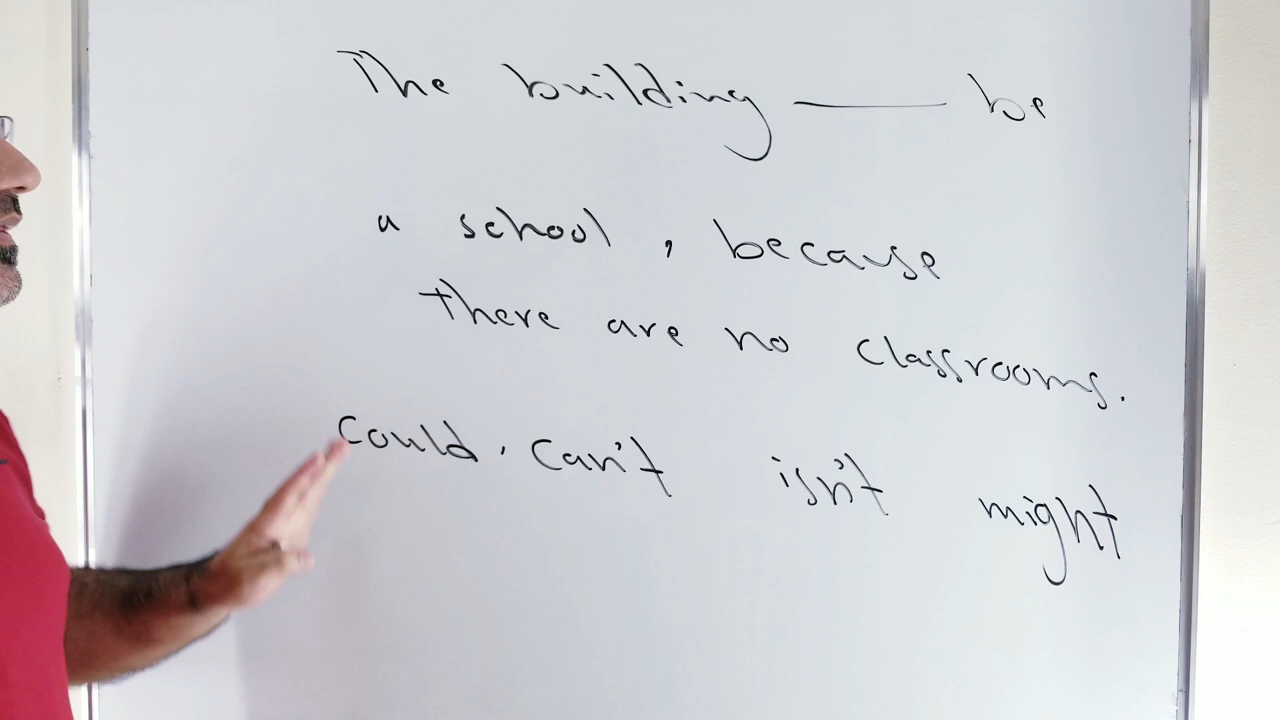 The building ______ be
a school, because
there are no classrooms.
could. can't isn't might